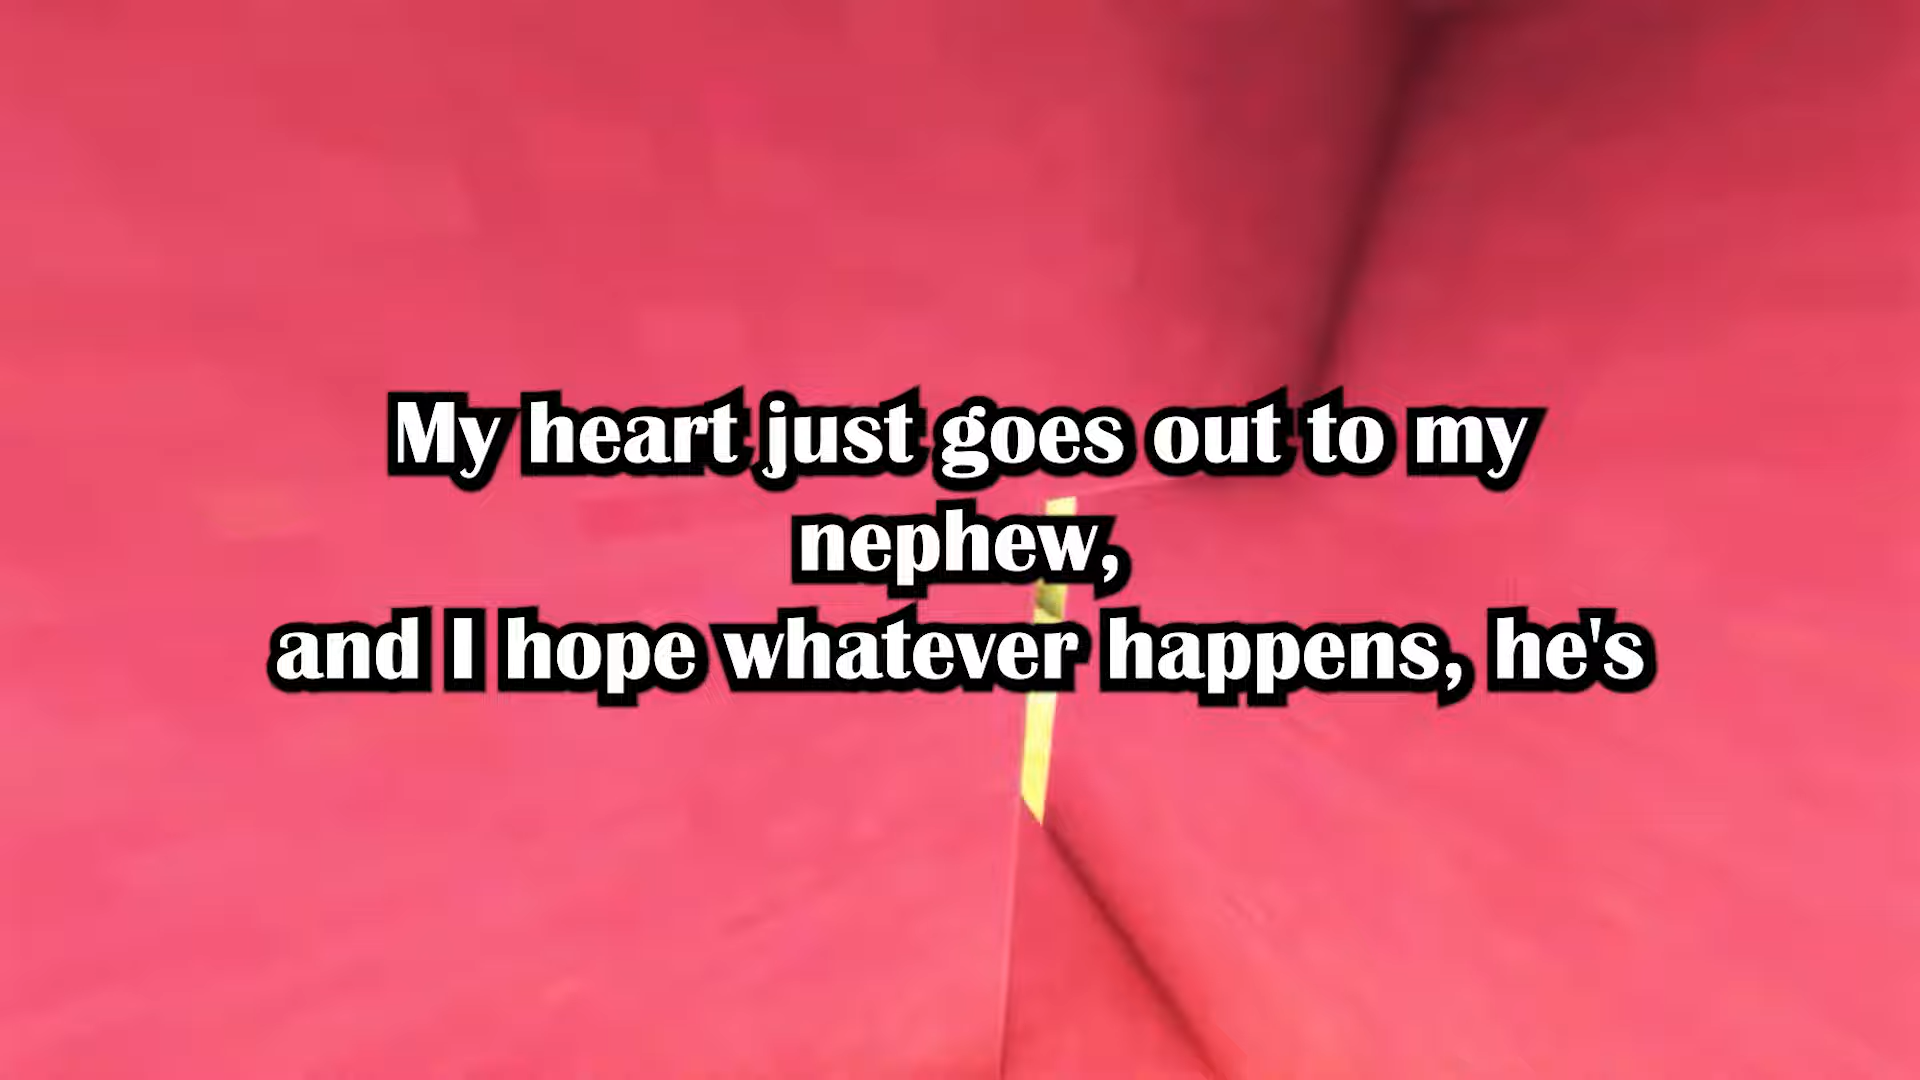 My heart just goes out to my
nephew,
and I hope whatever happens, he's